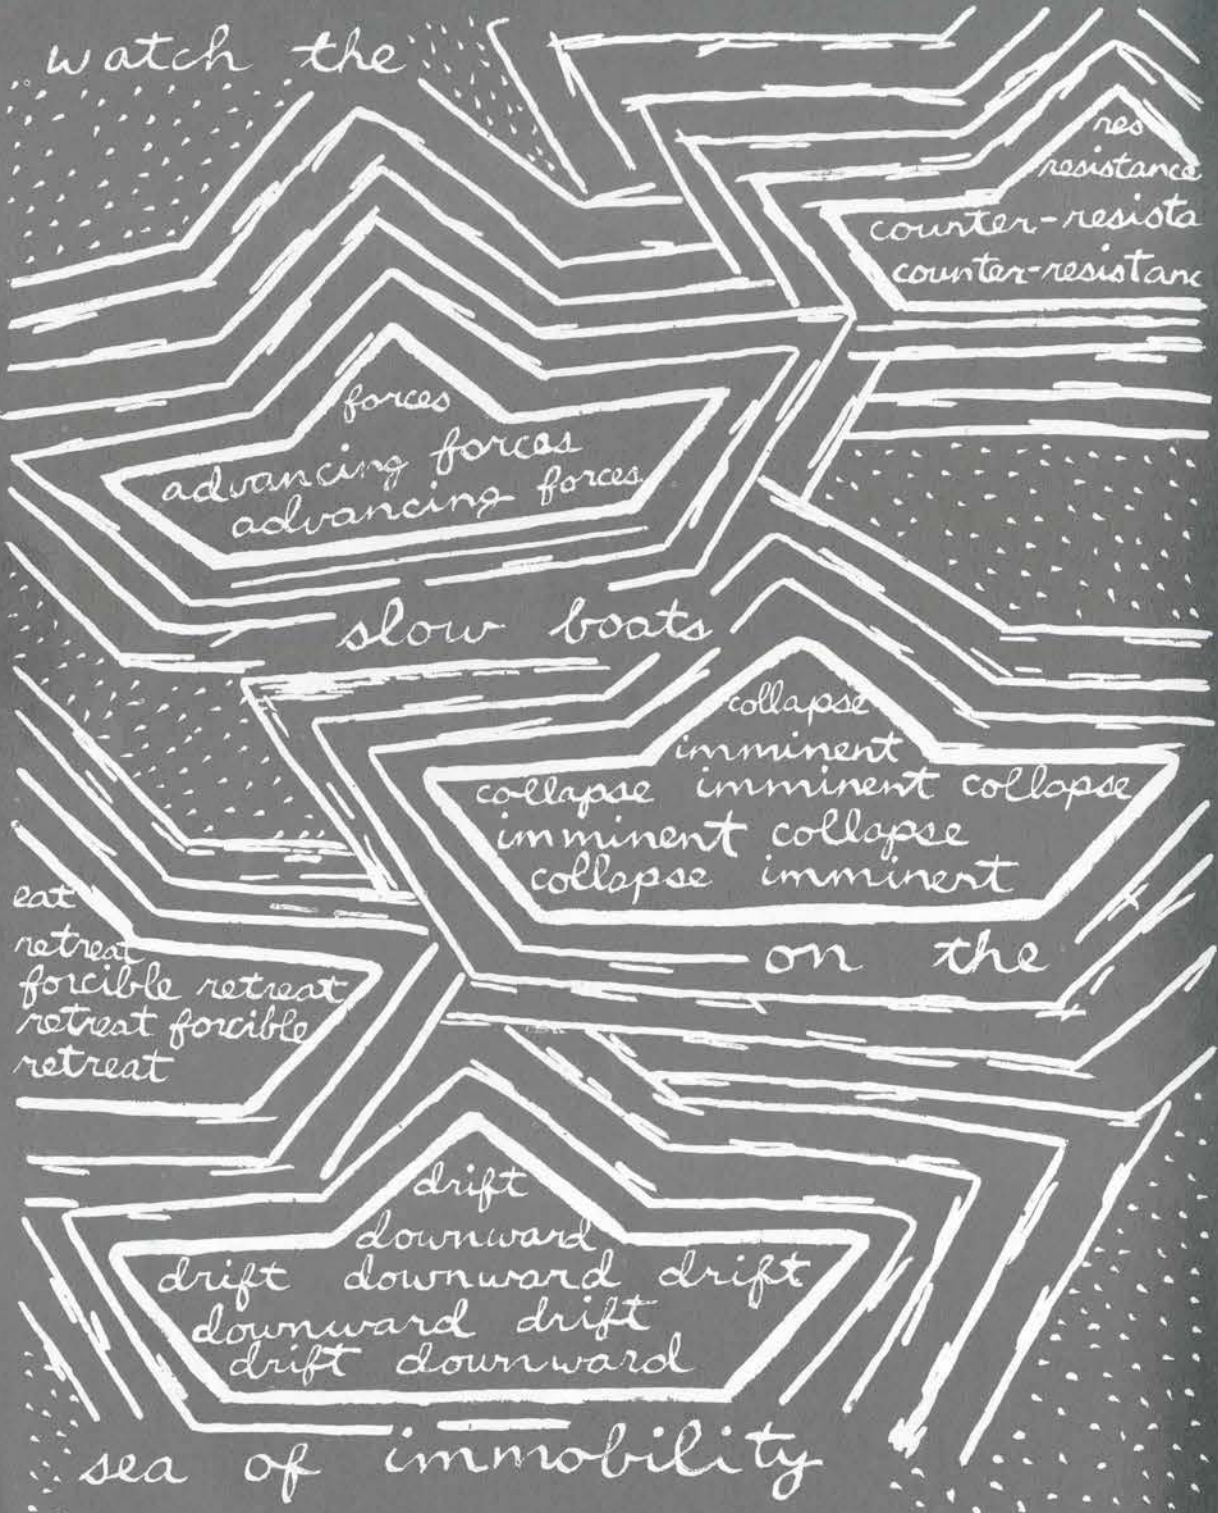 watch the
res
resistance
counter-resista
counter-resistanc
forces
advancing forces
advancing forces
slow boats
collapse
imminent
collapse imminent collapse
imminent collapse
collapse imminent
on the
eat
retreat
forcible retreat
retreat forcible
retreat
drift
downward
drift downward drift
downward drift
drift downward
sea of immobility